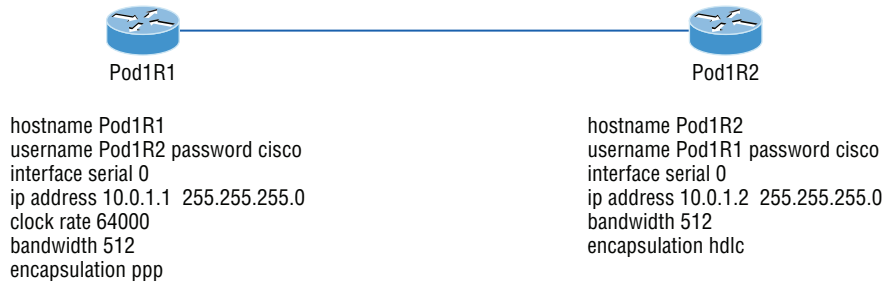 Pod1R1
Pod1R2
hostname Pod1R1
username Pod1R2 password cisco
interface serial 0
ip address 10.0.1.1 255.255.255.0
clock rate 64000
bandwidth 512
encapsulation ppp
hostname Pod1R2
username Pod1R1 password cisco
interface serial 0
ip address 10.0.1.2 255.255.255.0
bandwidth 512
encapsulation hdlc